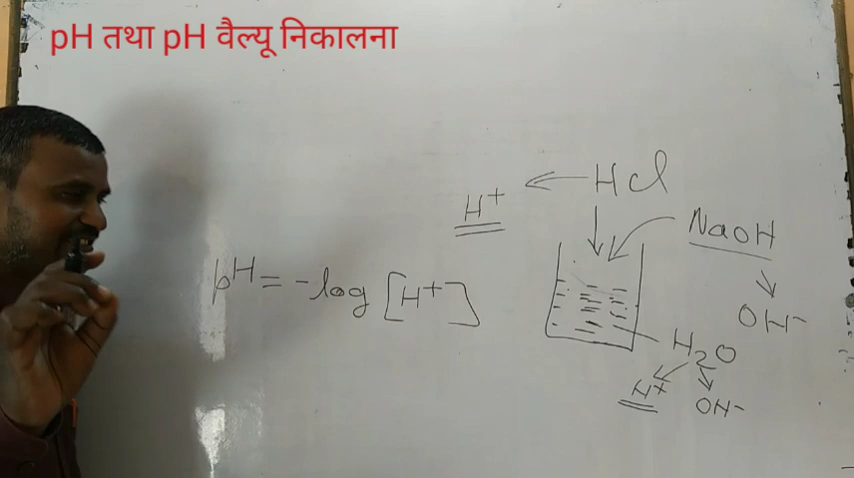 pH तथा pH वैल्यू निकालना
H⁺ ← HCl
NaOH
OH⁻
pH = -log [H⁺]
H₂O
H⁺ OH⁻